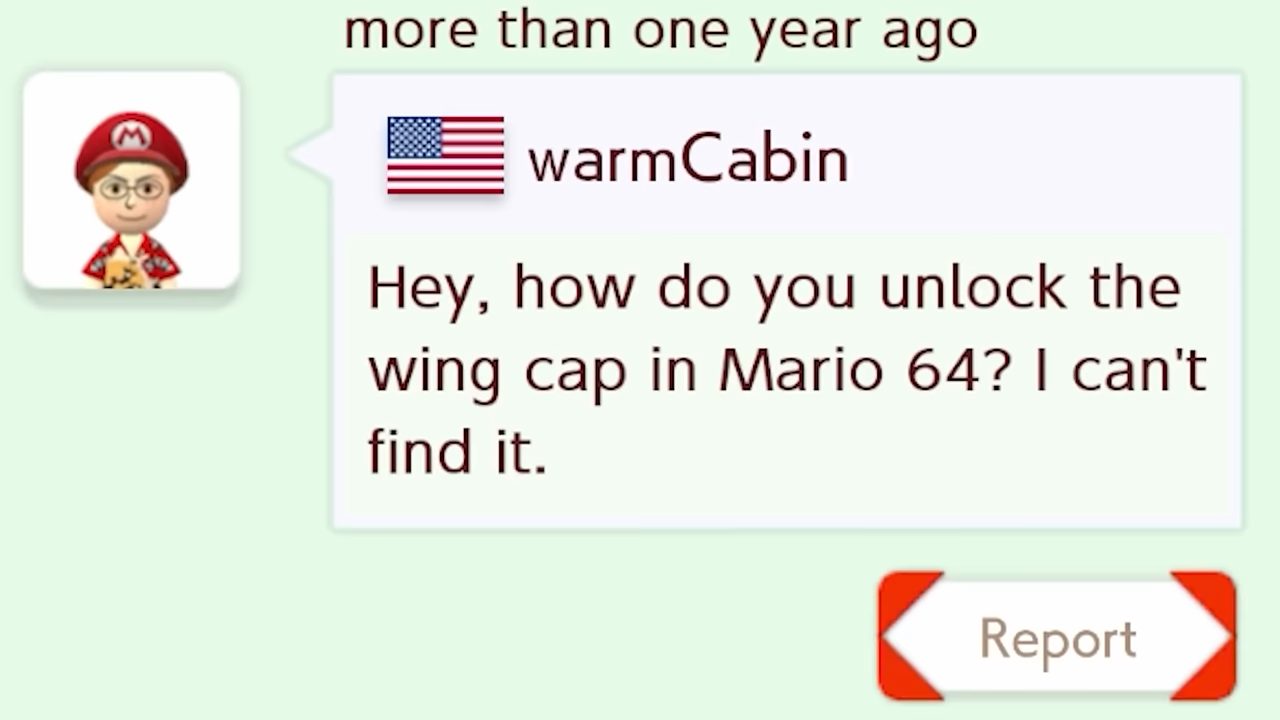 more than one year ago
warmCabin
Hey, how do you unlock the
wing cap in Mario 64? I can't
find it.
Report